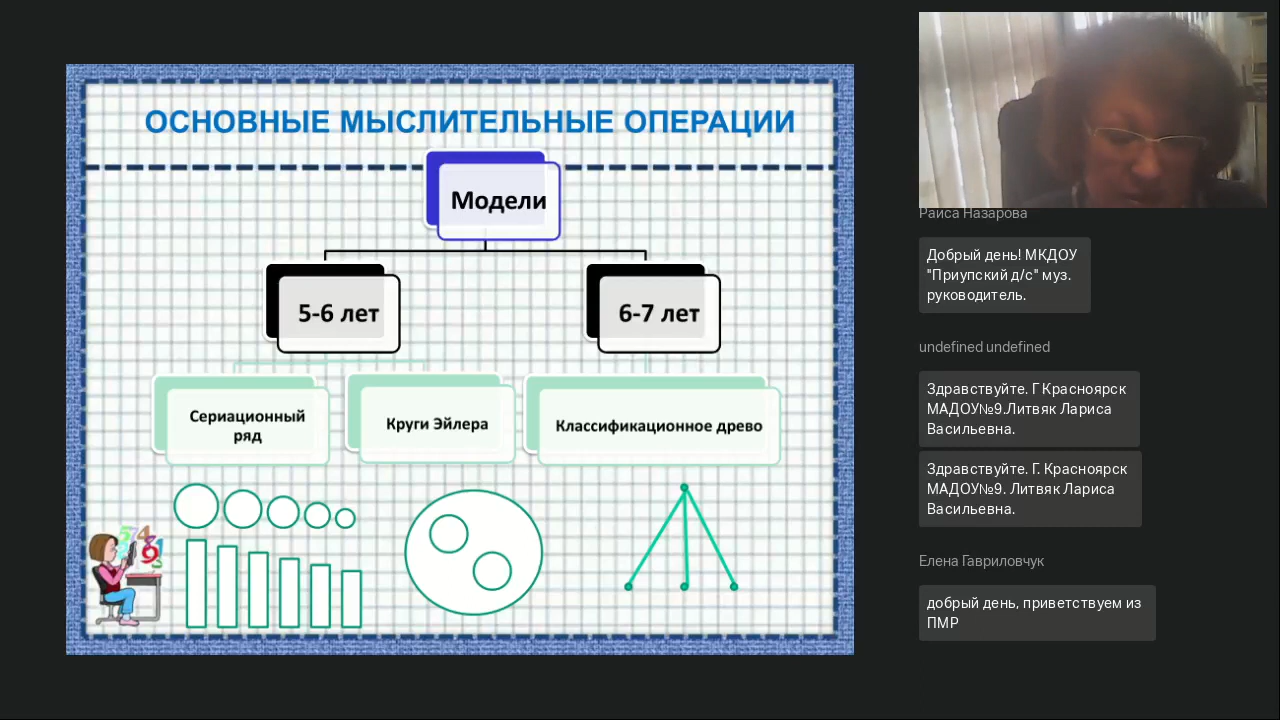 ОСНОВНЫЕ МЫСЛИТЕЛЬНЫЕ ОПЕРАЦИИ
Модели
5-6 лет
6-7 лет
Сериационный
ряд
Круги Эйлера
Классификационное древо
Раиса Назарова
Добрый день! МКДОУ
"Приупский д/с" муз.
руководитель.
undefined undefined
Здравствуйте. Г Красноярск
МАДОУ№9.Литвяк Лариса
Васильевна.
Здравствуйте. Г. Красноярск
МАДОУ№9. Литвяк Лариса
Васильевна.
Елена Гавриловчук
добрый день, приветствуем из
ПМР